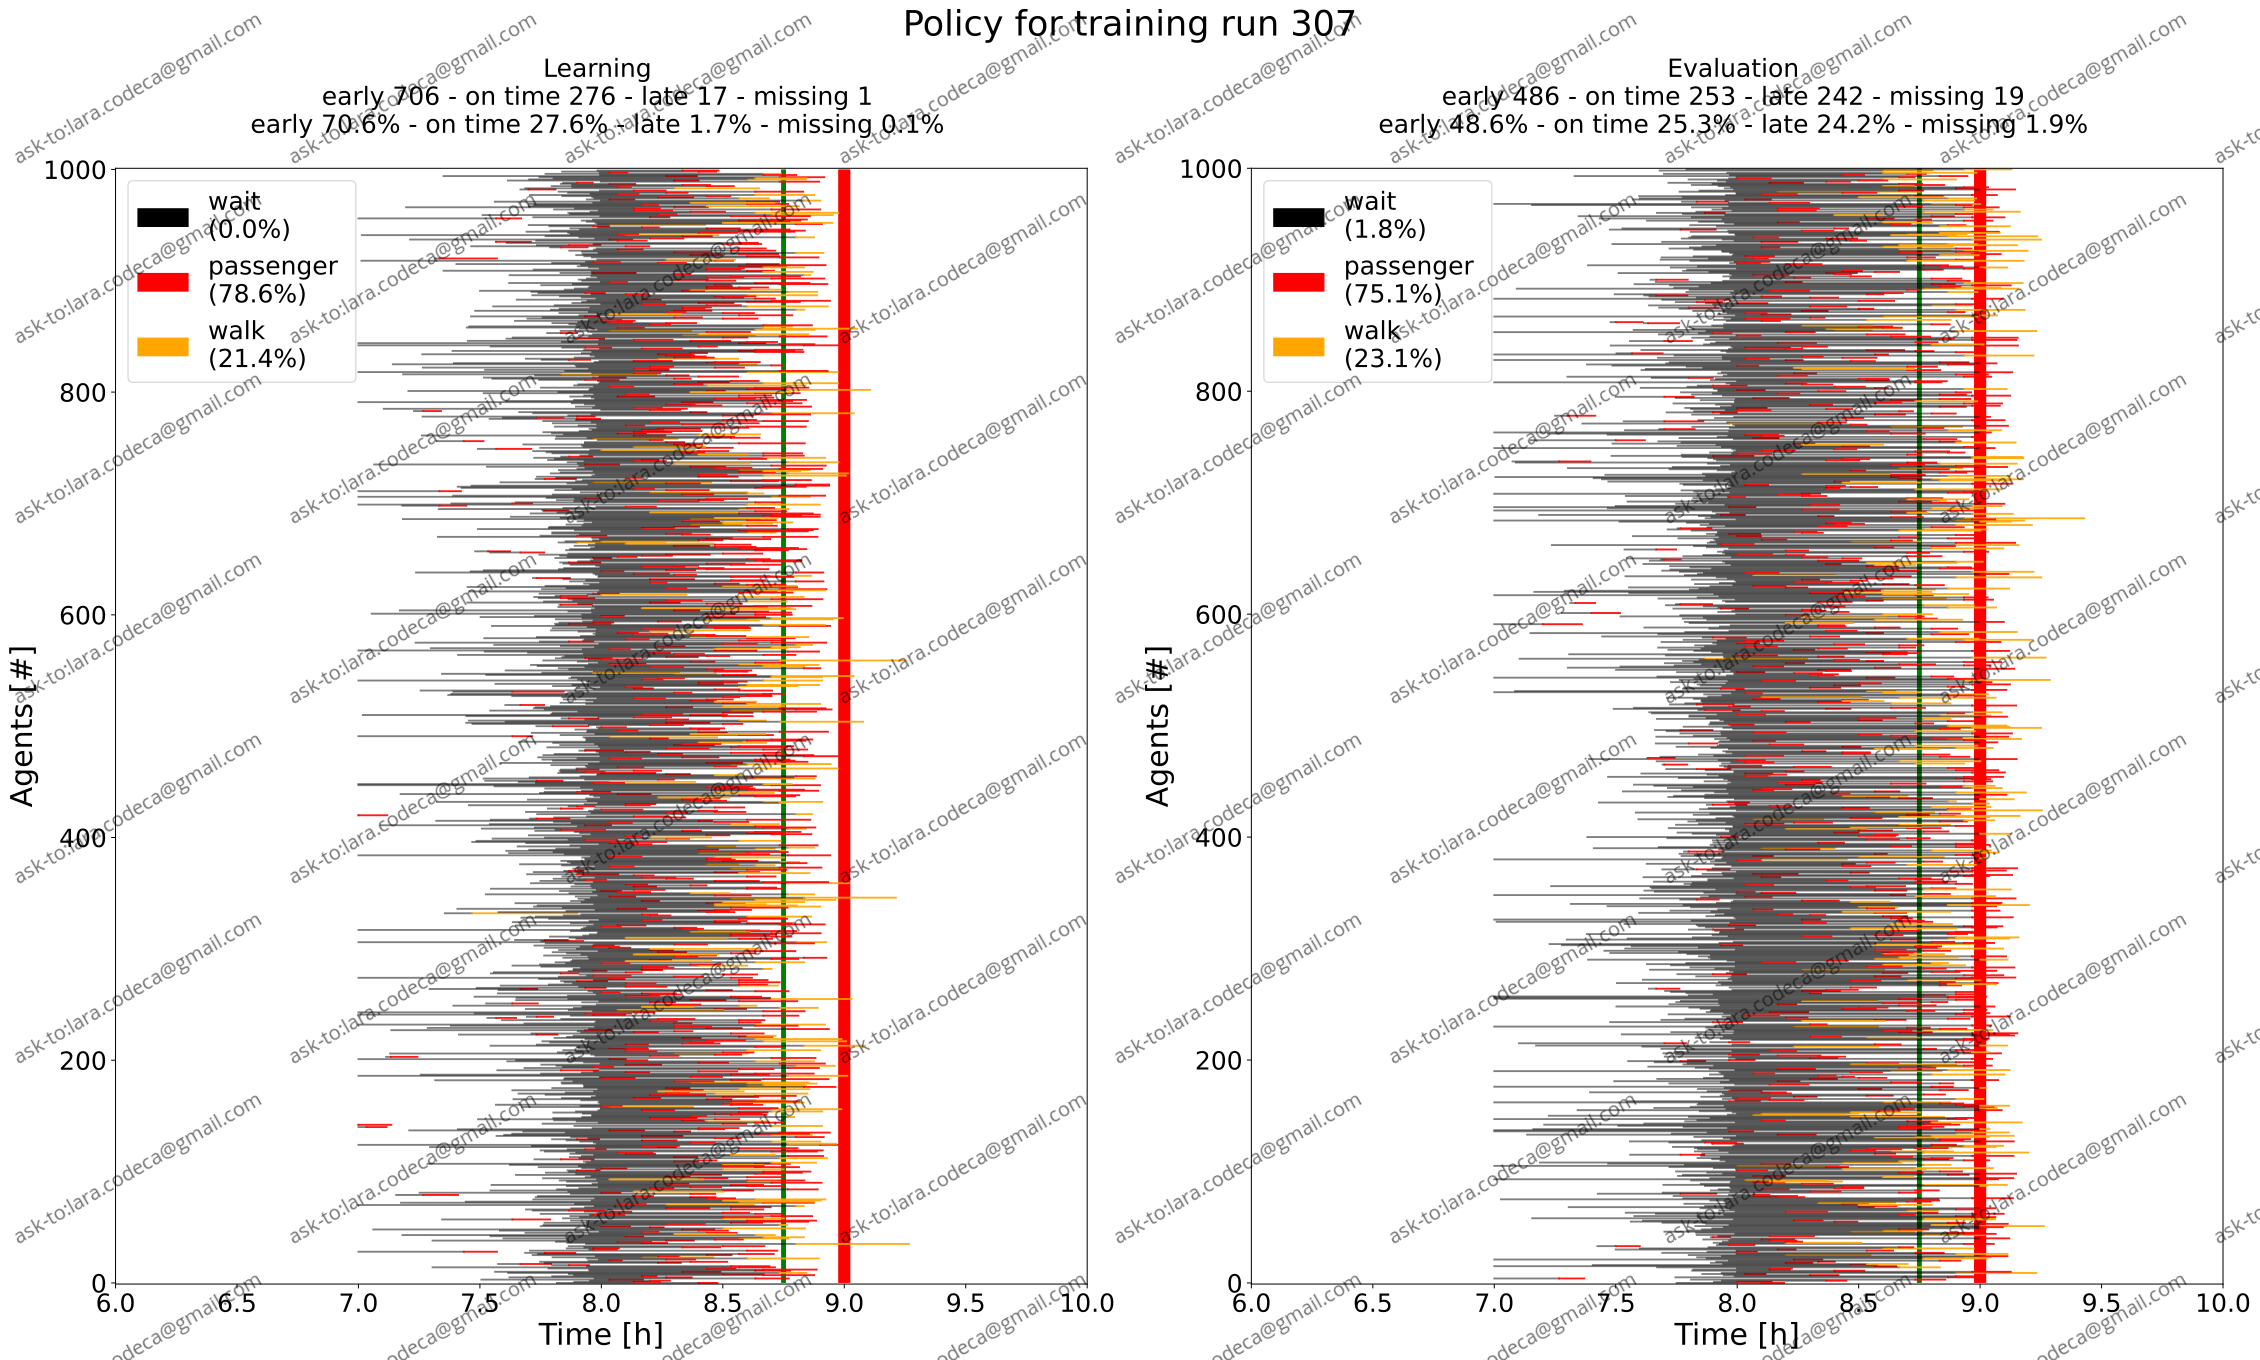 Policy for training run 307
Learning
early 706 - on time 276 - late 17 - missing 1
early 70.6% - on time 27.6% - late 1.7% - missing 0.1%
wait
(0.0%)
passenger
(78.6%)
walk
(21.4%)
Agents [#]
1000
800
600
400
200
0
6.0 6.5 7.0 7.5 8.0 8.5 9.0 9.5 10.0
Time [h]
Evaluation
early 486 - on time 253 - late 242 - missing 19
early 48.6% - on time 25.3% - late 24.2% - missing 1.9%
wait
(1.8%)
passenger
(75.1%)
walk
(23.1%)
Agents [#]
1000
800
600
400
200
0
6.0 6.5 7.0 7.5 8.0 8.5 9.0 9.5 10.0
Time [h]
ask-to:lara.codeca@gmail.com